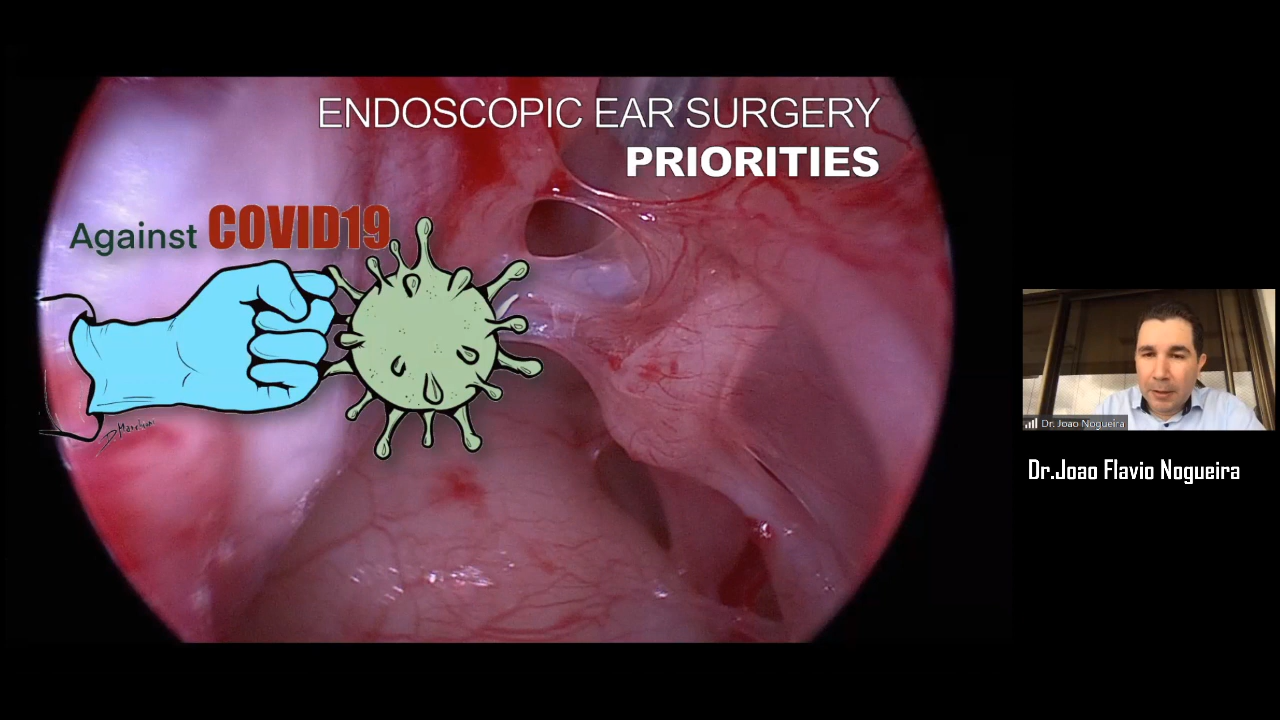 ENDOSCOPIC EAR SURGERY
PRIORITIES
Against COVID19
Dr. Joao Nogueira
Dr.Joao Flavio Nogueira